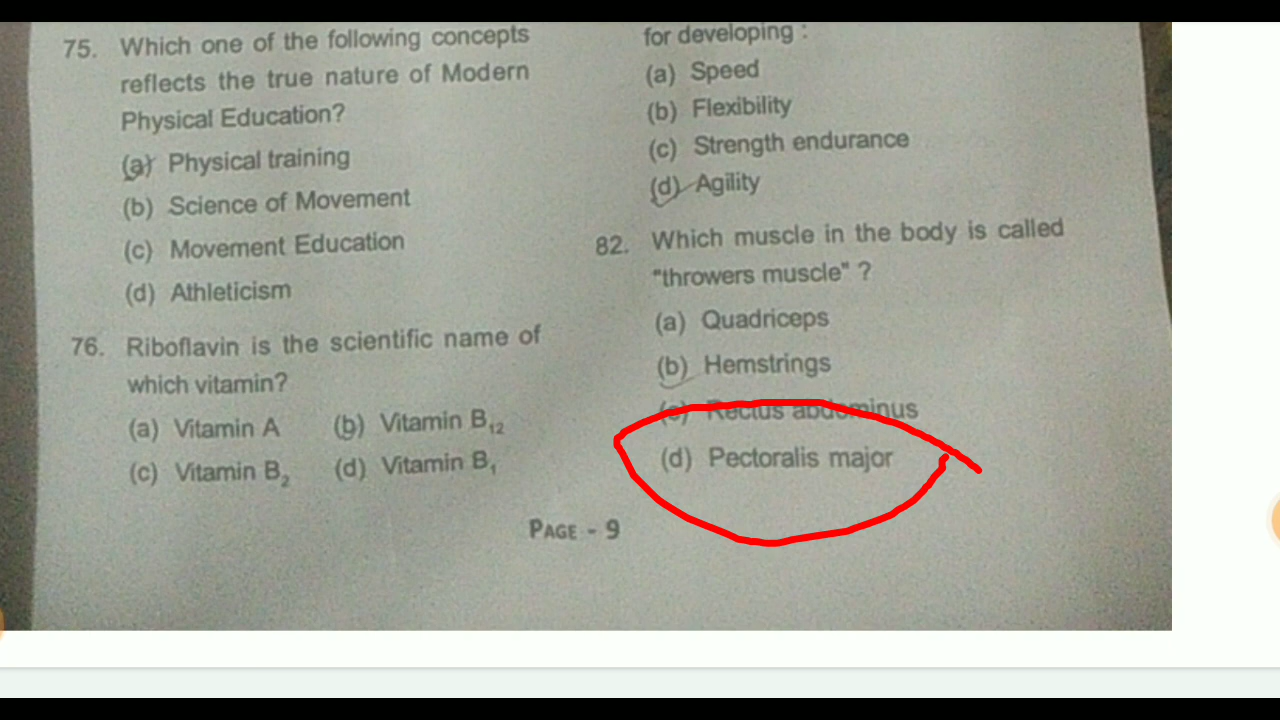 75. Which one of the following concepts
reflects the true nature of Modern
Physical Education?
(a) Physical training
(b) Science of Movement
(c) Movement Education
(d) Athleticism
76. Riboflavin is the scientific name of
which vitamin?
(a) Vitamin A (b) Vitamin B₁₂
(c) Vitamin B₂ (d) Vitamin B₁
for developing :
(a) Speed
(b) Flexibility
(c) Strength endurance
(d) Agility
82. Which muscle in the body is called
"throwers muscle" ?
(a) Quadriceps
(b) Hemstrings
(c) Rectus abdominus
(d) Pectoralis major
PAGE - 9